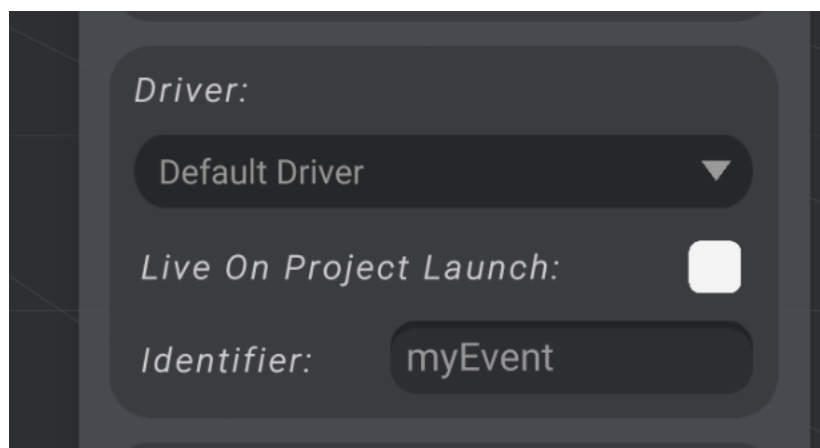 Driver:
Default Driver
Live On Project Launch:
Identifier: myEvent